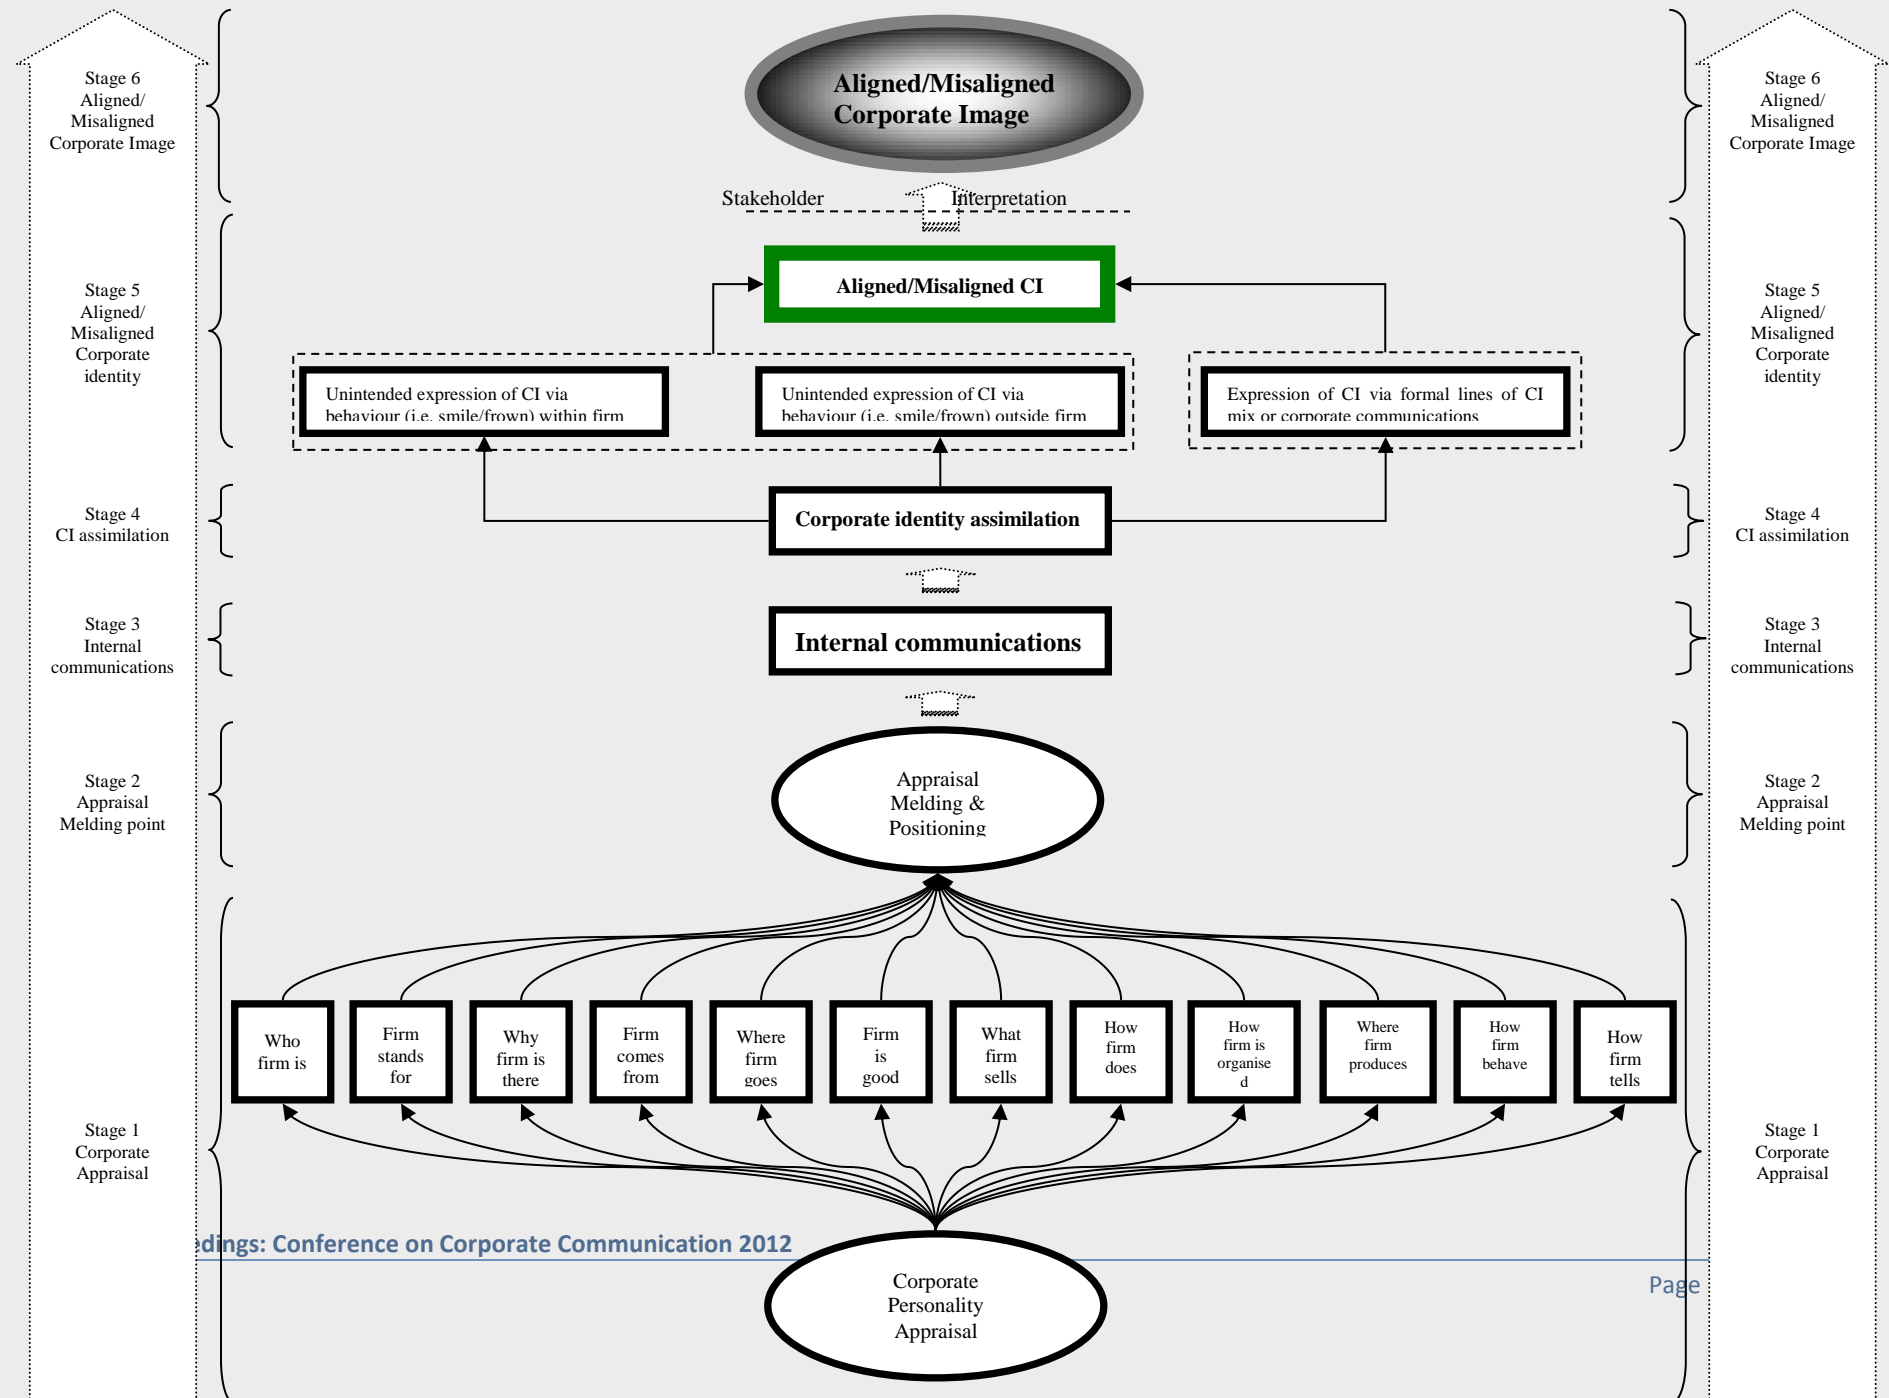 Stage 6
Aligned/
Misaligned
Corporate Image
Aligned/Misaligned
Corporate Image
Stage 6
Aligned/
Misaligned
Corporate Image
Stakeholder Interpretation
Stage 5
Aligned/
Misaligned
Corporate
identity
Aligned/Misaligned CI
Stage 5
Aligned/
Misaligned
Corporate
identity
Unintended expression of CI via
behaviour (i.e. smile/frown) within firm
Unintended expression of CI via
behaviour (i.e. smile/frown) outside firm
Expression of CI via formal lines of CI
mix or corporate communications
Stage 4
CI assimilation
Corporate identity assimilation
Stage 4
CI assimilation
Stage 3
Internal
communications
Internal communications
Stage 3
Internal
communications
Stage 2
Appraisal
Melding point
Appraisal
Melding &
Positioning
Stage 2
Appraisal
Melding point
Who
firm is
Firm
stands
for
Why
firm is
there
Firm
comes
from
Where
firm
goes
Firm
is
good
What
firm
sells
How
firm
does
How
firm is
organise
d
Where
firm
produces
How
firm
behave
How
firm
tells
Stage 1
Corporate
Appraisal
Stage 1
Corporate
Appraisal
edings: Conference on Corporate Communication 2012
Page
Corporate
Personality
Appraisal